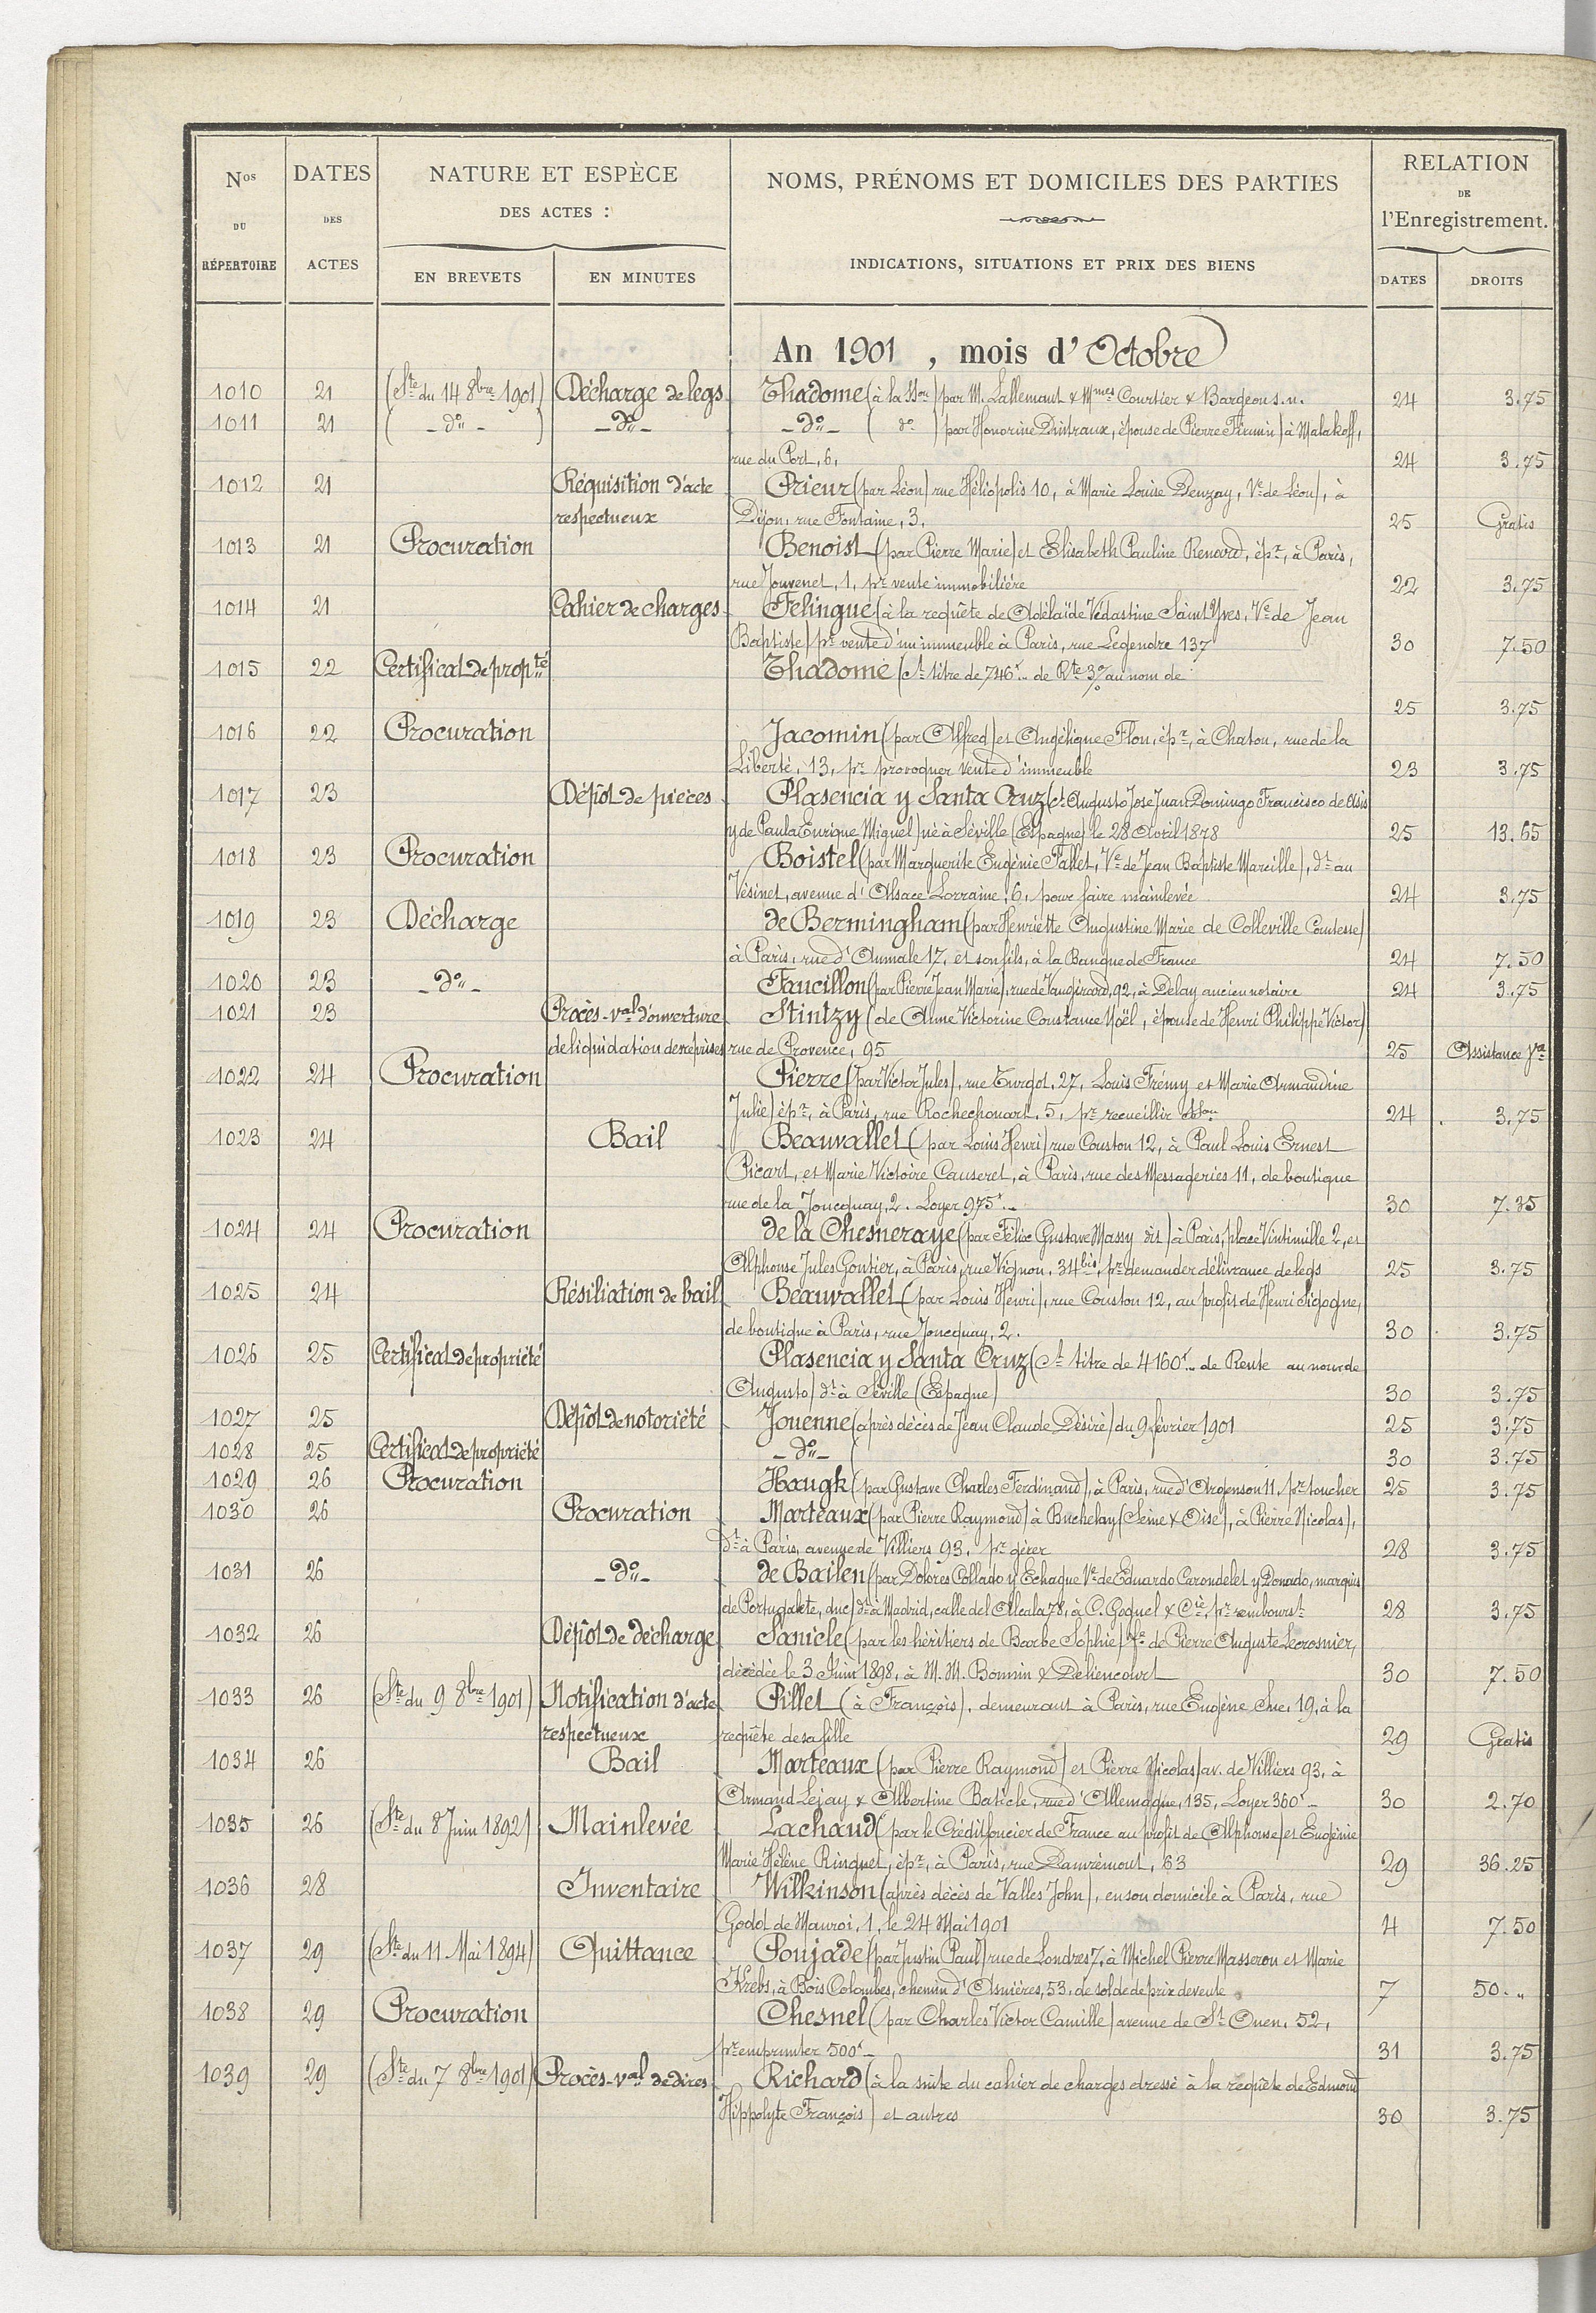 Nos DU RÉPERTOIRE
DATES DES ACTES
NATURE ET ESPÈCE DES ACTES :
EN BREVETS
EN MINUTES
NOMS, PRÉNOMS ET DOMICILES DES PARTIES
INDICATIONS, SITUATIONS ET PRIX DES BIENS
RELATION DE l'Enregistrement.
DATES
DROITS
An 1901, mois d'Octobre
1010 21 (Ste du 14 8bre 1901) Décharge de legs Thadome (à la Son) par M. Lallemant & Mmes Courtier & Bargeon s.n. 24 3.75
1011 21 ( - do - ) - do - - do - ( do ) par Honorine, épouse de Pierre Firmin) à Malakoff,
rue du Port, 6, 24 3.75
1012 21 Réquisition d'acte Prieur (par Léon) rue Héliopolis 10, à Marie Louise Denzay, Ve de Léon), à
respectueux Dijon, rue Fontaine, 3, 25 Gratis
1013 21 Procuration Benoist (par Pierre Marie) et Elisabeth Pauline Renard, épx, à Paris,
rue Jouvenet, 1, pr vente immobilière 22 3.75
1014 21 Cahier de charges Felingue (à la requête de Adélaïde Védastine Saint Yves, Ve de Jean
Baptiste) pr vente d'un immeuble à Paris, rue Legendre 137 30 7.50
1015 22 Certificat de propté Thadome (St titre de 746f.. de Rte 3% au nom de
25 3.75
1016 22 Procuration Jacomin (par Alfred) et Angélique Flon, épx, à Chatou, rue de la
Liberté, 13, pr provoquer vente d'immeuble 23 3.75
1017 23 Dépôt de pièces Plasencia y Santa Cruz (ct Augusto Jose Juan Domingo Francisco de Asis
y de Paula Enrique Miguel) né à Séville (Espagne) le 28 Avril 1878 25 13.65
1018 23 Procuration Boistel (par Marguerite Eugénie Fallet, Ve de Jean Baptiste Marcille), dt au
Vésinet, avenue d'Alsace Lorraine, 6, pour faire mainlevée 24 3.75
1019 23 Décharge de Bermingham (par Henriette Augustine Marie de Colleville Comtesse)
à Paris, rue d'Aumale 17, et son fils, à la Banque de France 24 7.50
1020 23 - do - Faucillon (par Pierre Jean Marie), rue de Vaugirard, 92, à Delay ancien notaire 24 3.75
1021 23 Procès-val d'ouverture Stintzy (de Anne Victorine Constance Noël, épouse de Henri Philippe Victor)
de liquidation de reprises rue de Provence, 95 25 Assistance
1022 24 Procuration Pierre (par Victor Jules), rue Turgot, 27, Louis Frémy et Marie Armandine
Julie) épx, à Paris, rue Rochechouart, 5, pr recueillir 24 3.75
1023 24 Bail Beauvallet (par Louis Henri) rue Couston 12, à Paul Louis Ernest
Picart, et Marie Victoire Causeret, à Paris, rue des Messageries 11, de boutique
rue de la Joncquay, 2. Loyer 975f.. 30 7.35
1024 24 Procuration de la Chesneraye (par Félix Gustave Massy dit) à Paris, place Vintimille 2, et
Alphonse Jules Gontier, à Paris, rue Vignon, 34bis, pr demander délivrance de legs 25 3.75
1025 24 Résiliation de bail Beauvallet (par Louis Henri), rue Couston 12, au profit de Henri Sigogne,
de boutique à Paris, rue Joncquay, 2. 30 3.75
1026 25 Certificat de propriété Plasencia y Santa Cruz (St titre de 4160f.. de Rente au nom de
Augusto) dt à Séville (Espagne) 30 3.75
1027 25 Dépôt de notoriété Jouenne (après décès de Jean Claude Désiré) du 9 février 1901 25 3.75
1028 25 Certificat de propriété - do - ( 30 3.75
1029 26 Procuration Haugk (par Gustave Charles Ferdinand), à Paris, rue d'Argenson 11, pr toucher 25 3.75
1030 26 Procuration Marteaux (par Pierre Raymond) à Buchelay (Seine & Oise), à Pierre Nicolas),
dt à Paris, avenue de Villiers 93, pr gérer 28 3.75
1031 26 - do - de Bailen (par Dolores Collado y Echague Ve de Eduardo Carondelet y Donado, marquis
de Portugalete, duc) dt à Madrid, calle del Alcala 78, à C. Goguel & Cie, pr remboursт 28 3.75
1032 26 Dépôt de décharge Sanicle (par les héritiers de Barbe Sophie) Ve de Pierre Auguste Lecrosnier,
décédée le 3 Juin 1898, à M.M. Bonnin & Deliencourt 30 7.50
1033 26 (Ste du 9 8bre 1901) Notification d'acte Pillet (à François), demeurant à Paris, rue Eugène Sue, 19, à la
respectueux requête de sa fille 29 Gratis
1034 26 Bail Marteaux (par Pierre Raymond) et Pierre Nicolas) av. de Villiers 93, à
Armand Lejay & Albertine Baticle, rue d'Allemagne, 135, Loyer 360f - 30 2.70
1035 26 (Ste du 8 Juin 1892) Mainlevée Lachaud (par le Crédit foncier de France au profit de Alphonse) et Eugénie
Marie Hélène Ringuet, épx, à Paris, rue Damrémont, 63 29 36.25
1036 28 Inventaire Wilkinson (après décès de Valles John), en son domicile à Paris, rue
Godot de Mauroi, 1, le 24 Mai 1901 4 7.50
1037 29 (Ste du 11 Mai 1894) Quittance Poujade (par Justin Paul) rue de Londres 7, à Michel Pierre Masseron et Marie
Krebs, à Bois Colombes, chemin d'Asnières, 53, de solde de prix de vente 7 50. "
1038 29 Procuration Chesnel (par Charles Victor Camille) avenue de St Ouen, 52,
pr emprunter 500f - 31 3.75
1039 29 (Ste du 7 8bre 1901) Procès-val de dires Richard (à la suite du cahier de charges dressé à la requête de Edmond
Hippolyte François) et autres 30 3.75